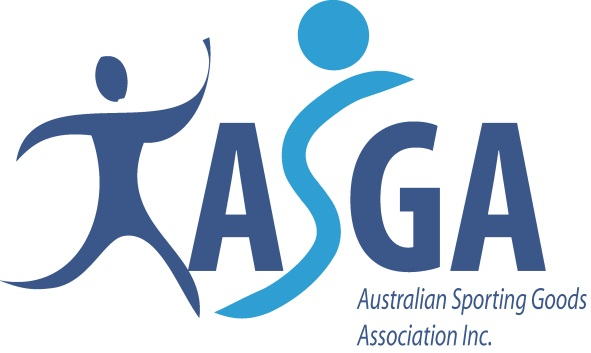 ASGA
Australian Sporting Goods
Association Inc.